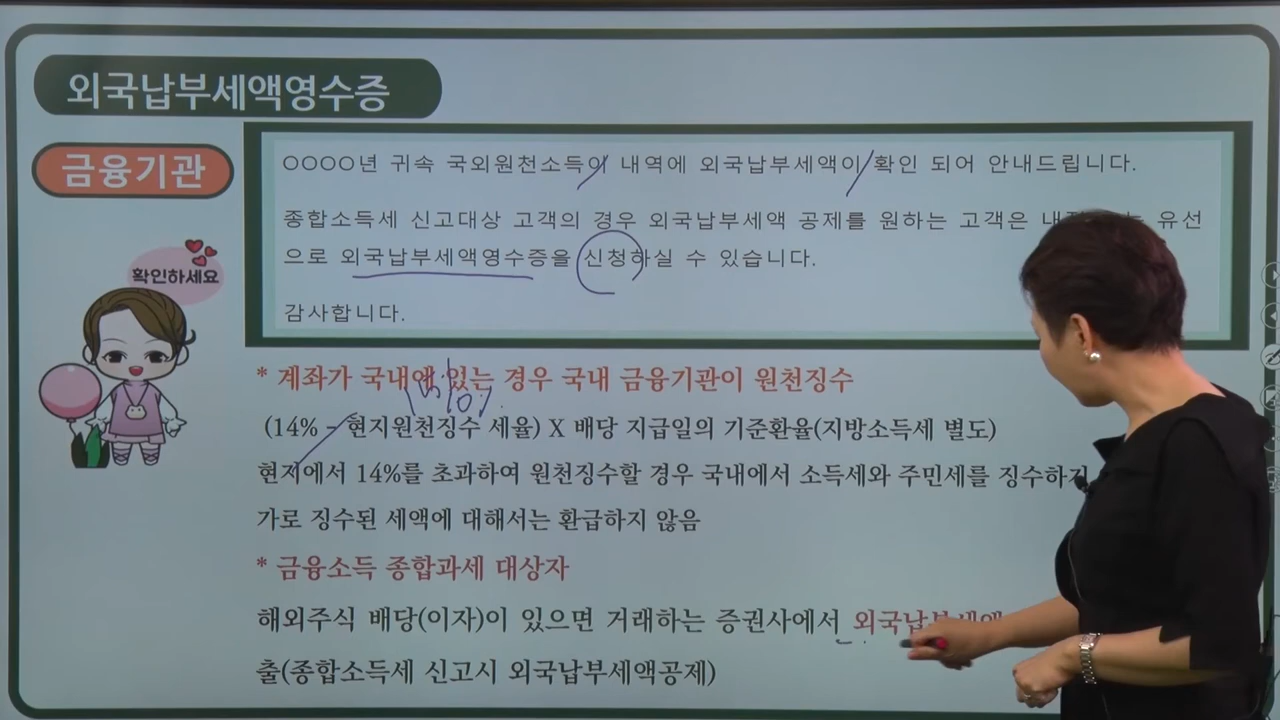 외국납부세액영수증
금융기관
○○○○년 귀속 국외원천소득이 내역에 외국납부세액이 확인 되어 안내드립니다.
종합소득세 신고대상 고객의 경우 외국납부세액 공제를 원하는 고객은 유선
으로 외국납부세액영수증을 신청하실 수 있습니다.
감사합니다.
확인하세요
* 계좌가 국내에 있는 경우 국내 금융기관이 원천징수
(14% - 현지원천징수 세율) X 배당 지급일의 기준환율(지방소득세 별도)
현지에서 14%를 초과하여 원천징수할 경우 국내에서 소득세와 주민세를 징수하지
가로 징수된 세액에 대해서는 환급하지 않음
* 금융소득 종합과세 대상자
해외주식 배당(이자)이 있으면 거래하는 증권사에서 외국납부세액
출(종합소득세 신고시 외국납부세액공제)